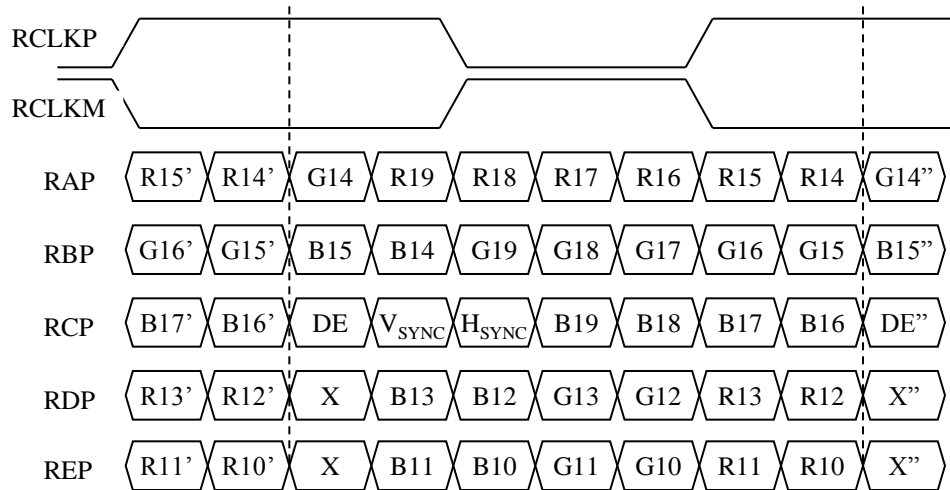 RCLKP
RCLKM
RAP R15’ R14’ G14 R19 R18 R17 R16 R15 R14 G14”
RBP G16’ G15’ B15 B14 G19 G18 G17 G16 G15 B15”
RCP B17’ B16’ DE VSYNC HSYNC B19 B18 B17 B16 DE”
RDP R13’ R12’ X B13 B12 G13 G12 R13 R12 X”
REP R11’ R10’ X B11 B10 G11 G10 R11 R10 X”